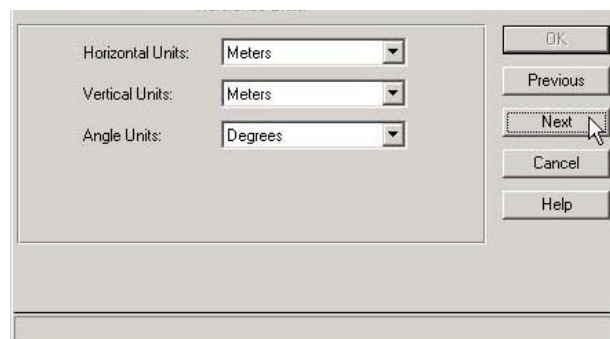 Horizontal Units: Meters
Vertical Units: Meters
Angle Units: Degrees
OK
Previous
Next
Cancel
Help